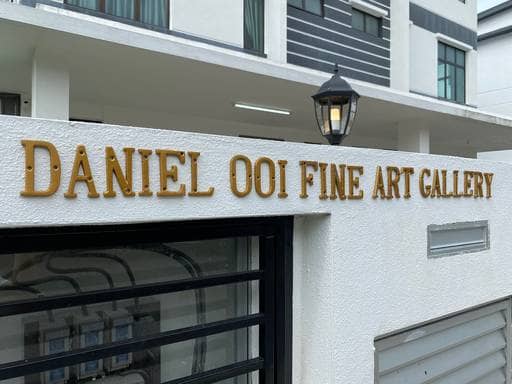 DANIEL OOI FINE ART GALLERY